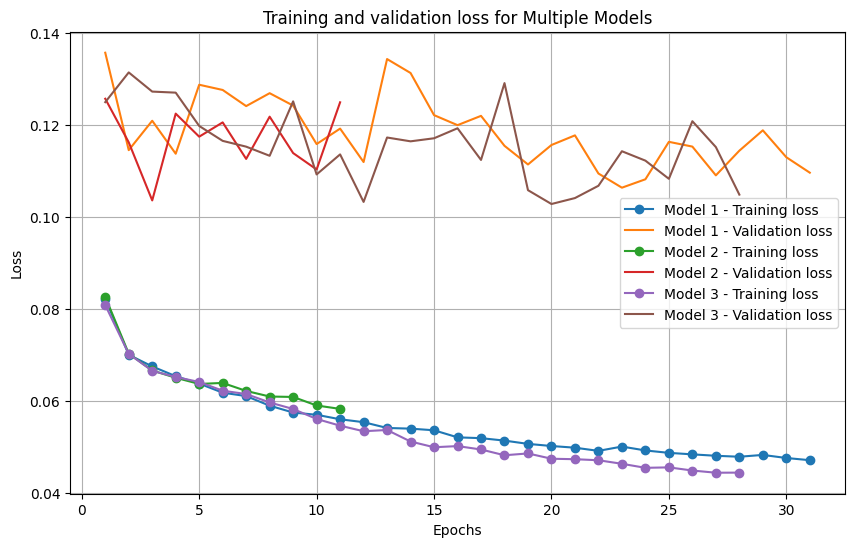 Training and validation loss for Multiple Models
0.14
0.12
0.10
0.08
0.06
0.04
Loss
Model 1 - Training loss
Model 1 - Validation loss
Model 2 - Training loss
Model 2 - Validation loss
Model 3 - Training loss
Model 3 - Validation loss
0 5 10 15 20 25 30
Epochs